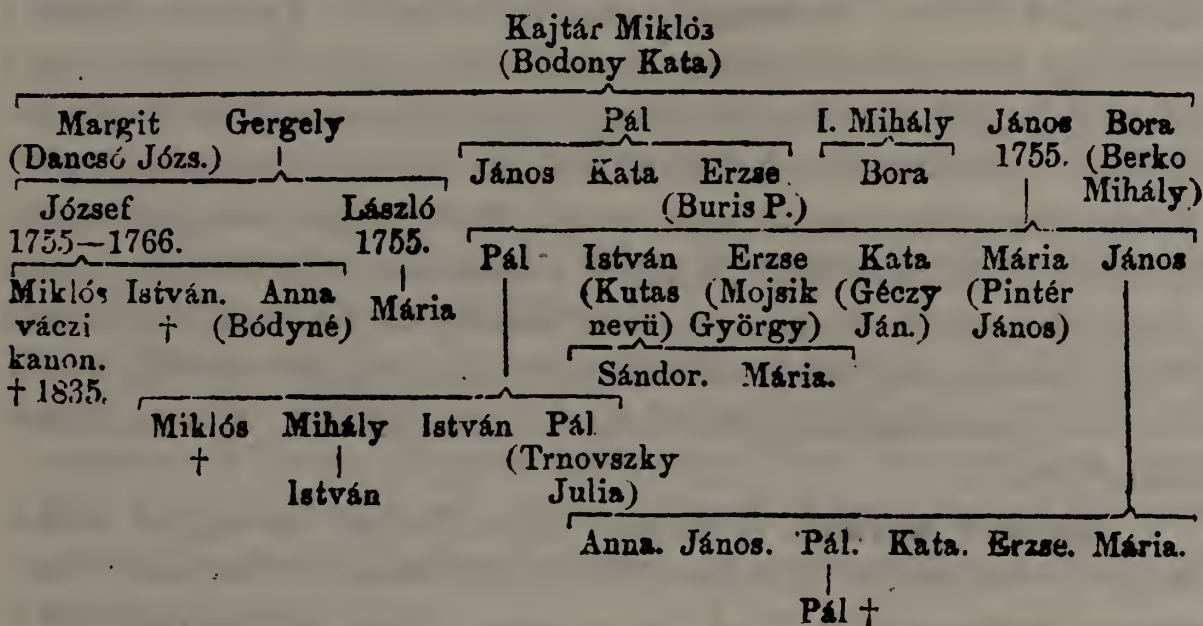 Kajtár Miklós
(Bodony Kata)
Margit Gergely Pál I. Mihály János Bora
(Dancsó Józs.) 1755. (Berko
János Kata Erzse Bora Mihály)
József László (Buris P.)
1755—1766. 1755.
Pál István Erzse Kata Mária János
Miklós István. Anna Mária (Kutas (Mojsik (Géczy (Pintér
váczi † (Bódyné) nevü) György) Ján.) János)
kanon.
† 1835.
Sándor. Mária.
Miklós Mihály István Pál
† (Trnovszky
István Julia)
Anna. János. Pál. Kata. Erzse. Mária.
Pál †